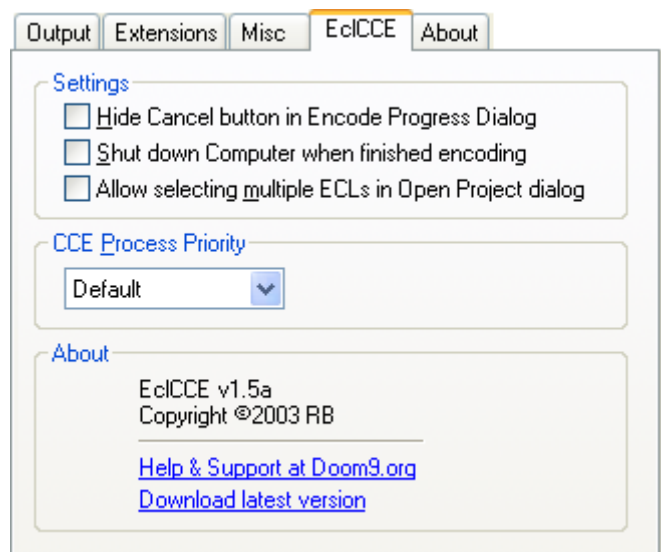 Output Extensions Misc EclCCE About
Settings
Hide Cancel button in Encode Progress Dialog
Shut down Computer when finished encoding
Allow selecting multiple ECLs in Open Project dialog
CCE Process Priority
Default
About
EclCCE v1.5a
Copyright ©2003 RB
Help & Support at Doom9.org
Download latest version